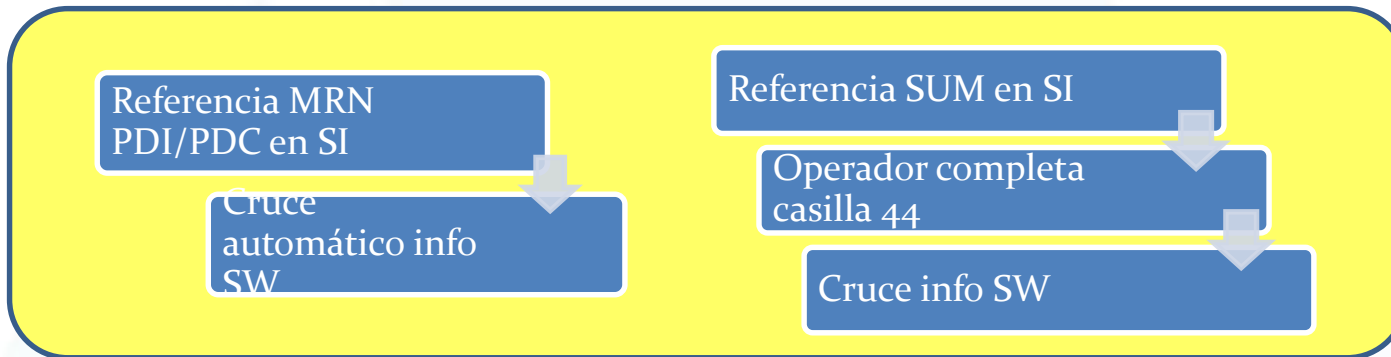 Referencia MRN
PDI/PDC en SI
Cruce
automático info
SW
Referencia SUM en SI
Operador completa
casilla 44
Cruce info SW